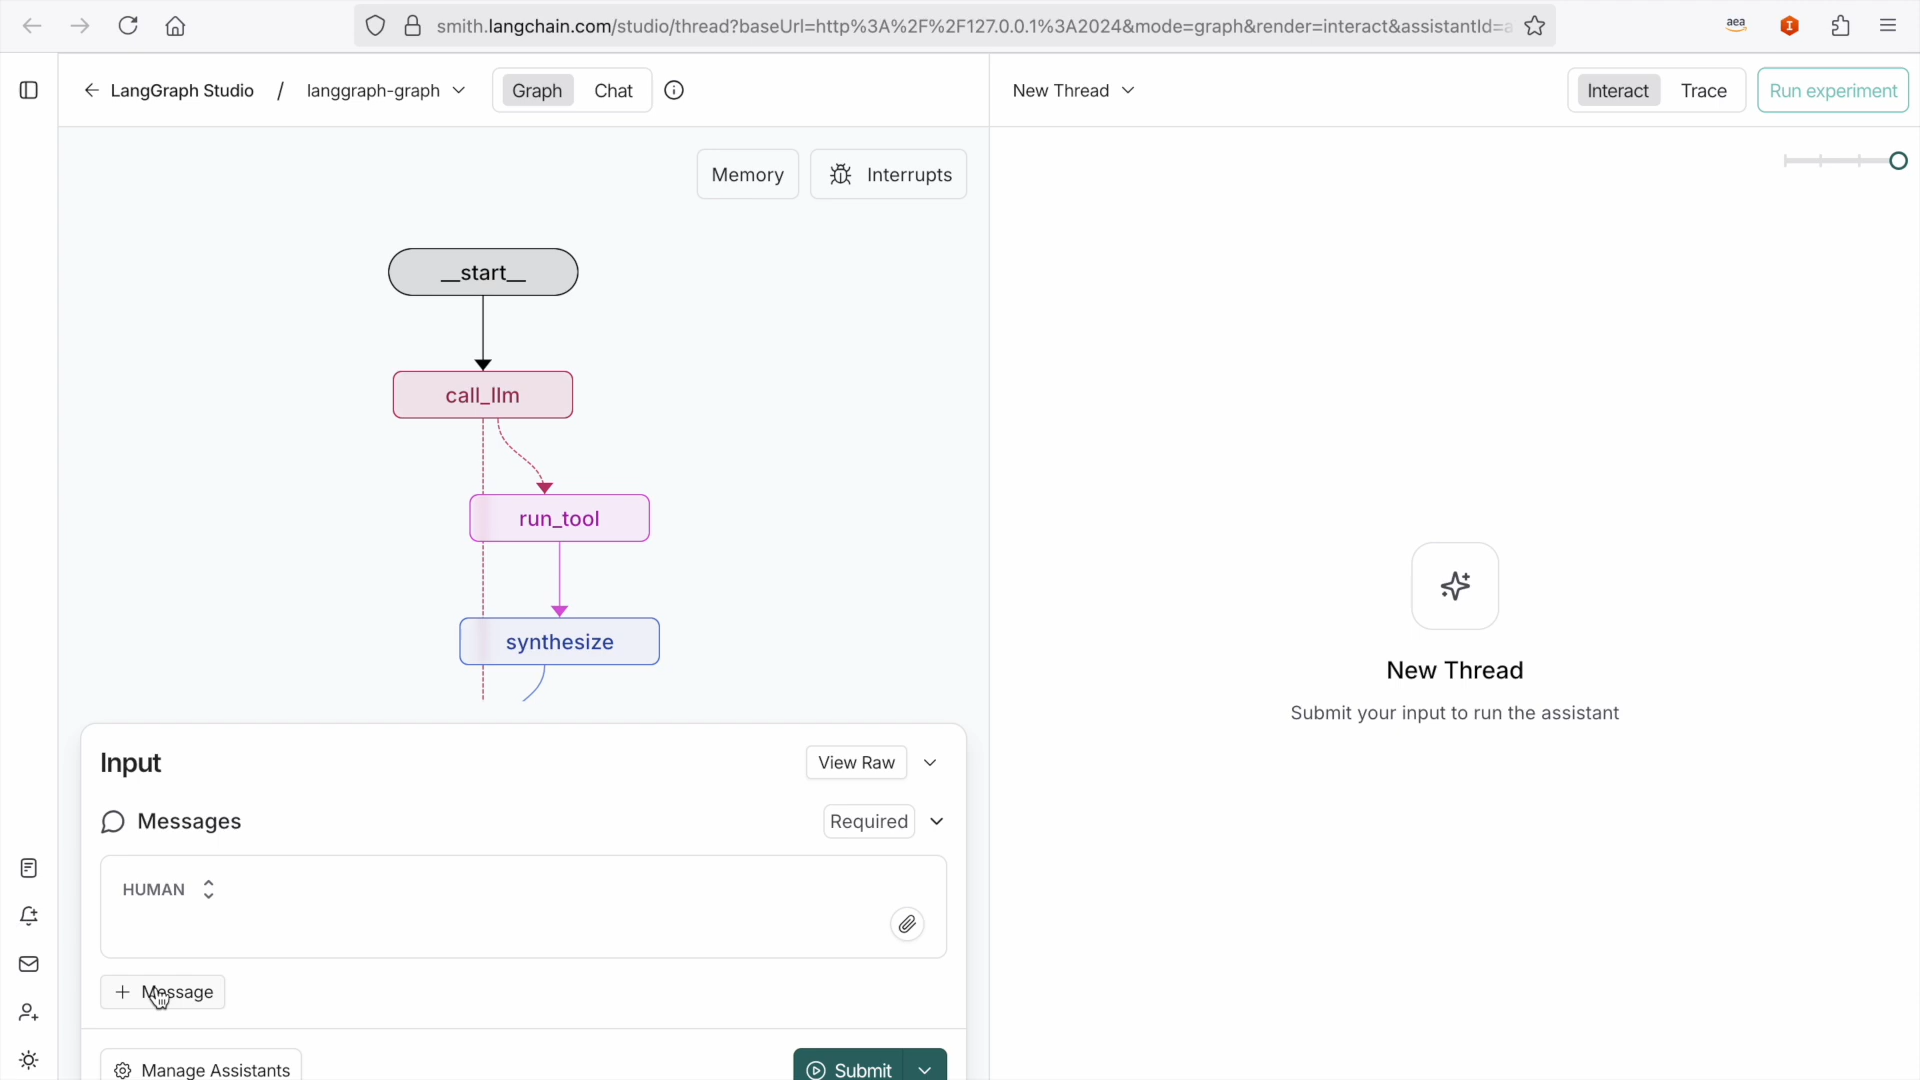 smith.langchain.com/studio/thread?baseUrl=http%3A%2F%2F127.0.0.1%3A2024&mode=graph&render=interact&assistantId=a
aea
LangGraph Studio / langgraph-graph
Graph
Chat
New Thread
Interact
Trace
Run experiment
Memory
Interrupts
__start__
call_llm
run_tool
synthesize
Input
View Raw
Messages
Required
HUMAN
+ Message
Manage Assistants
Submit
New Thread
Submit your input to run the assistant